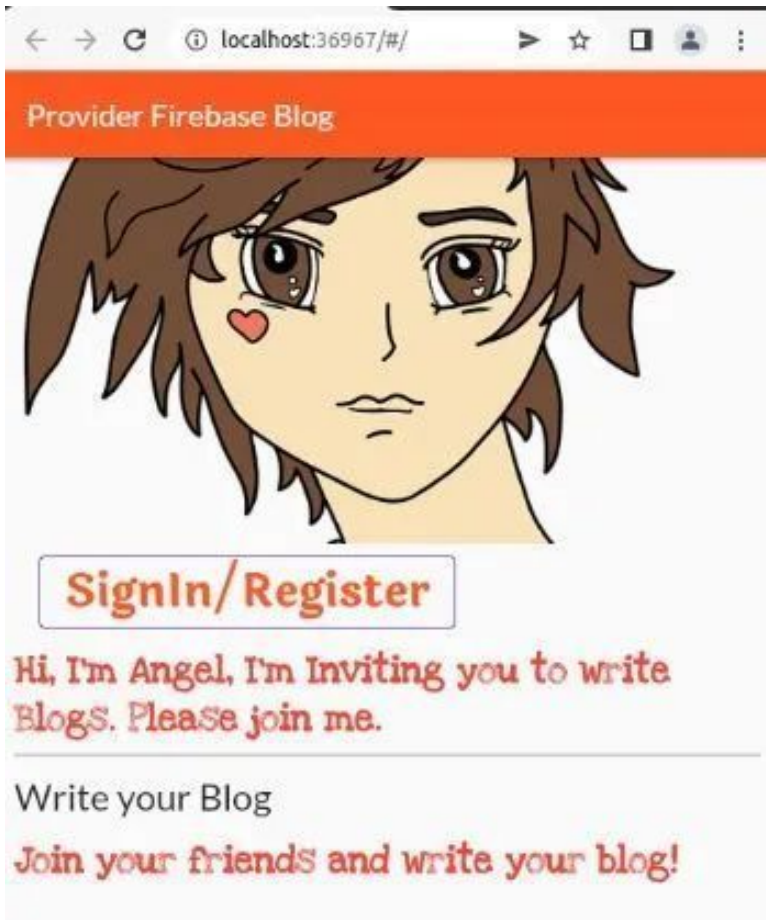 localhost:36967/#/
Provider Firebase Blog
SignIn/Register
Hi, I'm Angel, I'm Inviting you to write
Blogs. Please join me.
Write your Blog
Join your friends and write your blog!